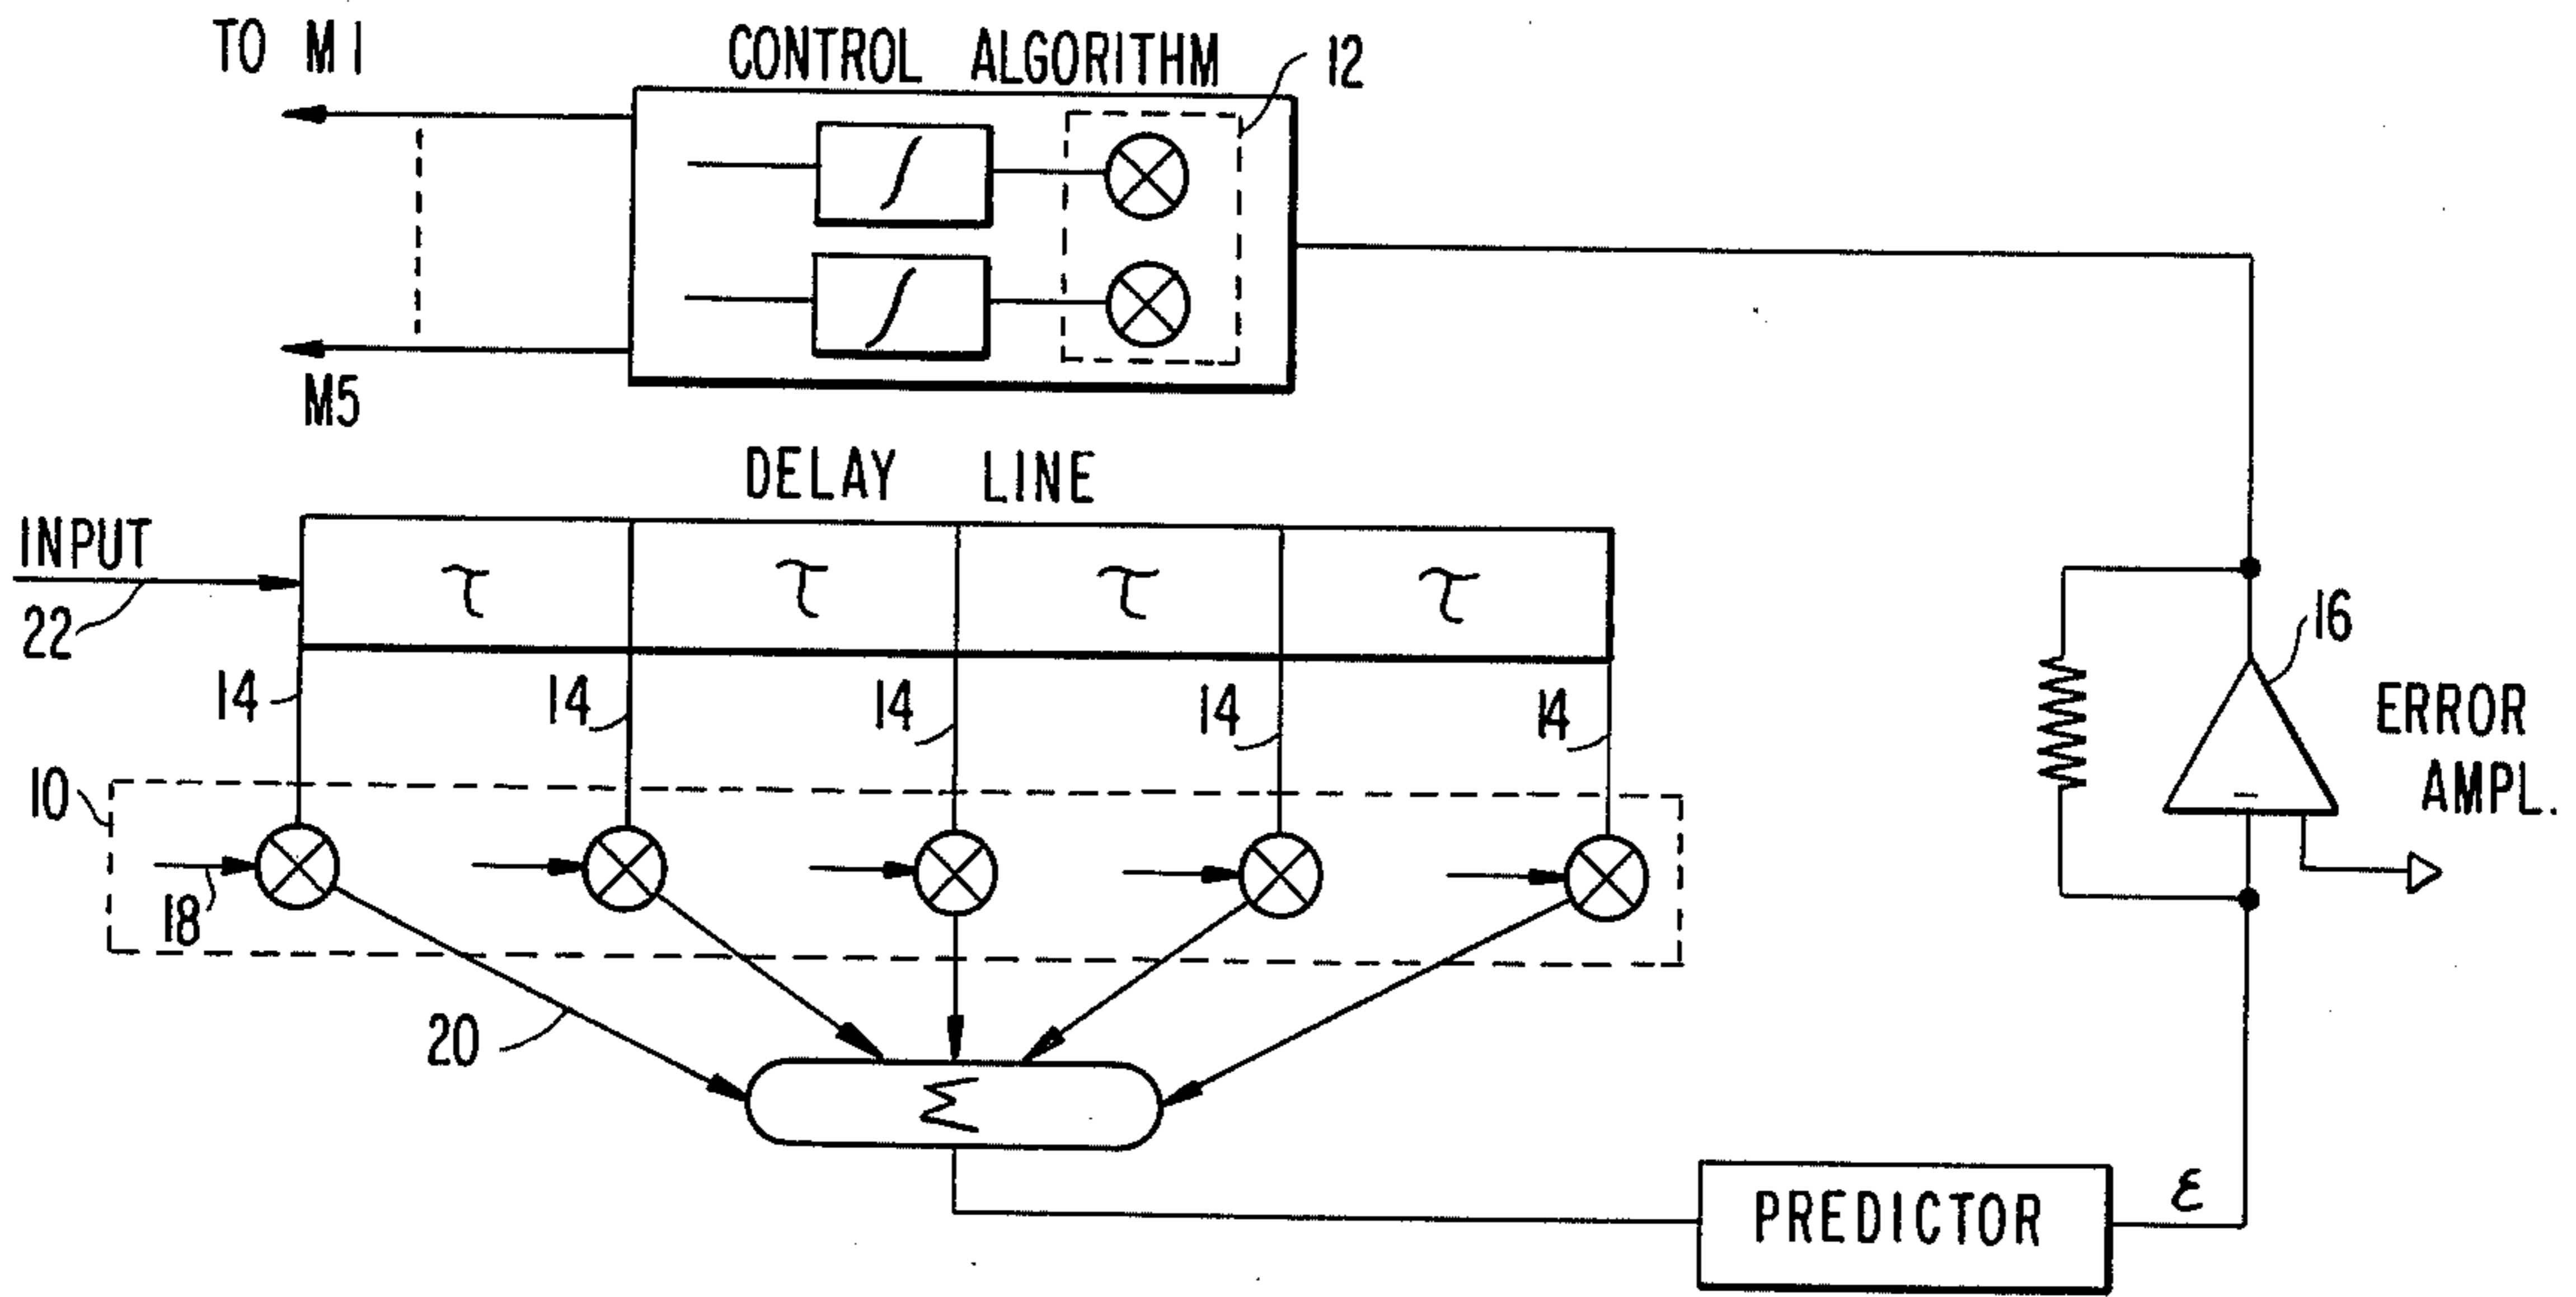 TO M1
CONTROL ALGORITHM
12
∫
∫
M5
DELAY LINE
INPUT
22
τ τ τ τ
16
14 14 14 14 14
ERROR
AMPL.
10
−
18
20
Σ
PREDICTOR
ε